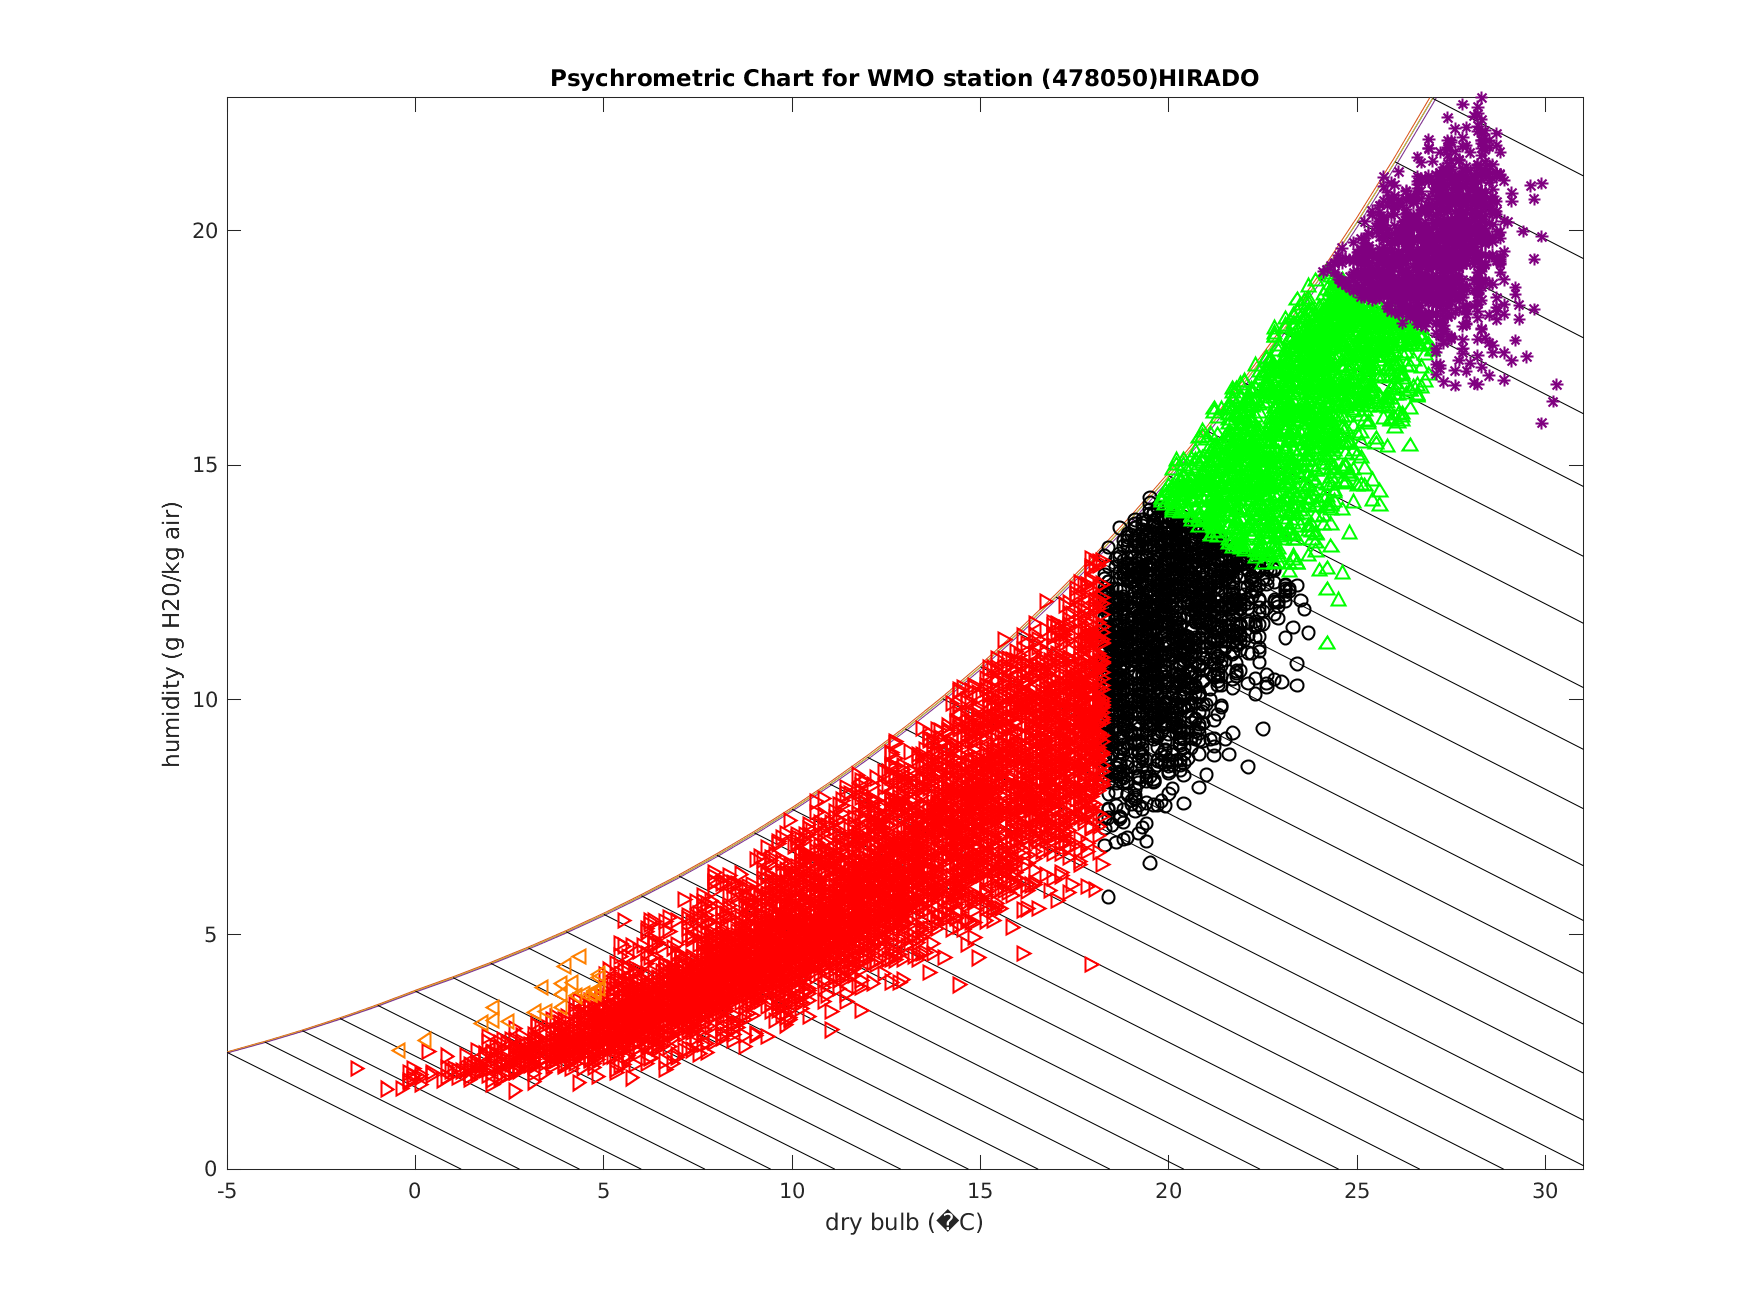 Psychrometric Chart for WMO station (478050)HIRADO
20
15
10
5
0
humidity (g H20/kg air)
-5 0 5 10 15 20 25 30
dry bulb (�C)